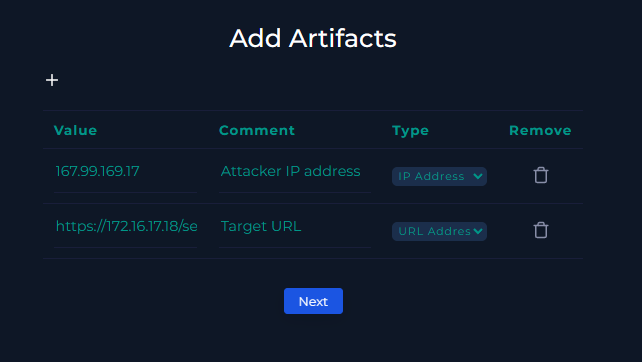 Add Artifacts
+
Value Comment Type Remove
167.99.169.17 Attacker IP address IP Address
https://172.16.17.18/se Target URL URL Addres
Next